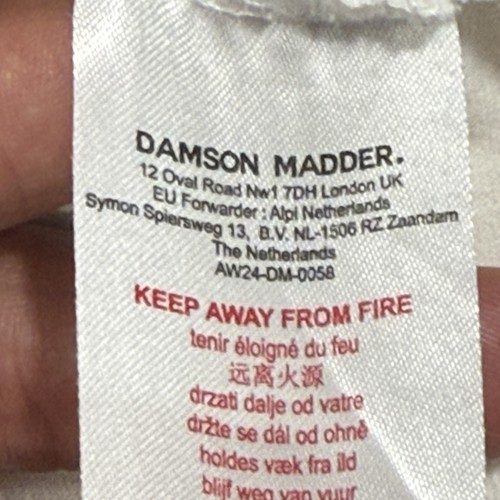 DAMSON MADDER.
12 Oval Road Nw1 7DH London UK
EU Forwarder : Alpi Netherlands
Symon Spiersweg 13, B.V. NL-1506 RZ Zaandam
The Netherlands
AW24-DM-0058
KEEP AWAY FROM FIRE
tenir éloigné du feu
远离火源
drzati dalje od vatre
držte se dál od ohně
holdes væk fra ild
blijf weg van vuur